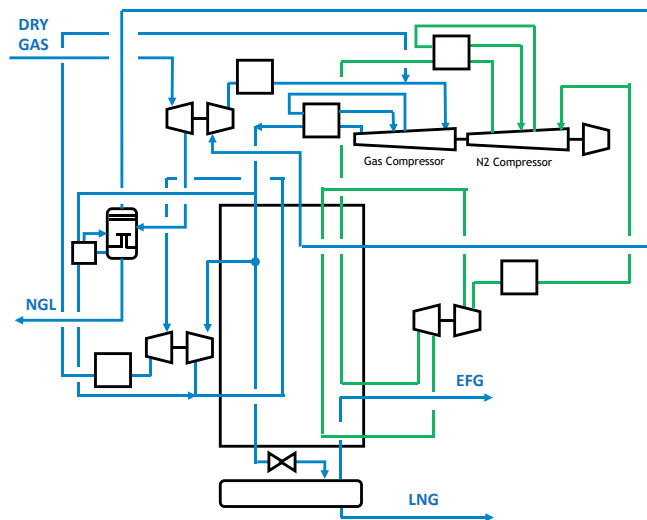 DRY
GAS
Gas Compressor
N2 Compressor
NGL
EFG
LNG